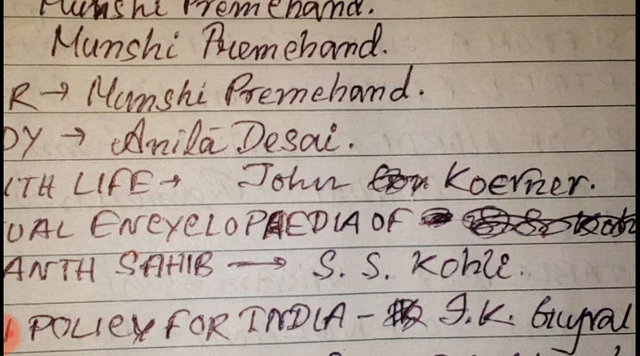 Munshi Premchand.
Munshi Premchand.
R → Munshi Premchand.
DY → Anita Desai.
ITH LIFE → John Koerner.
UAL ENCYCLOPAEDIA OF
ANTH SAHIB → S. S. Kohli.
POLICY FOR INDIA - I.K. Gujral